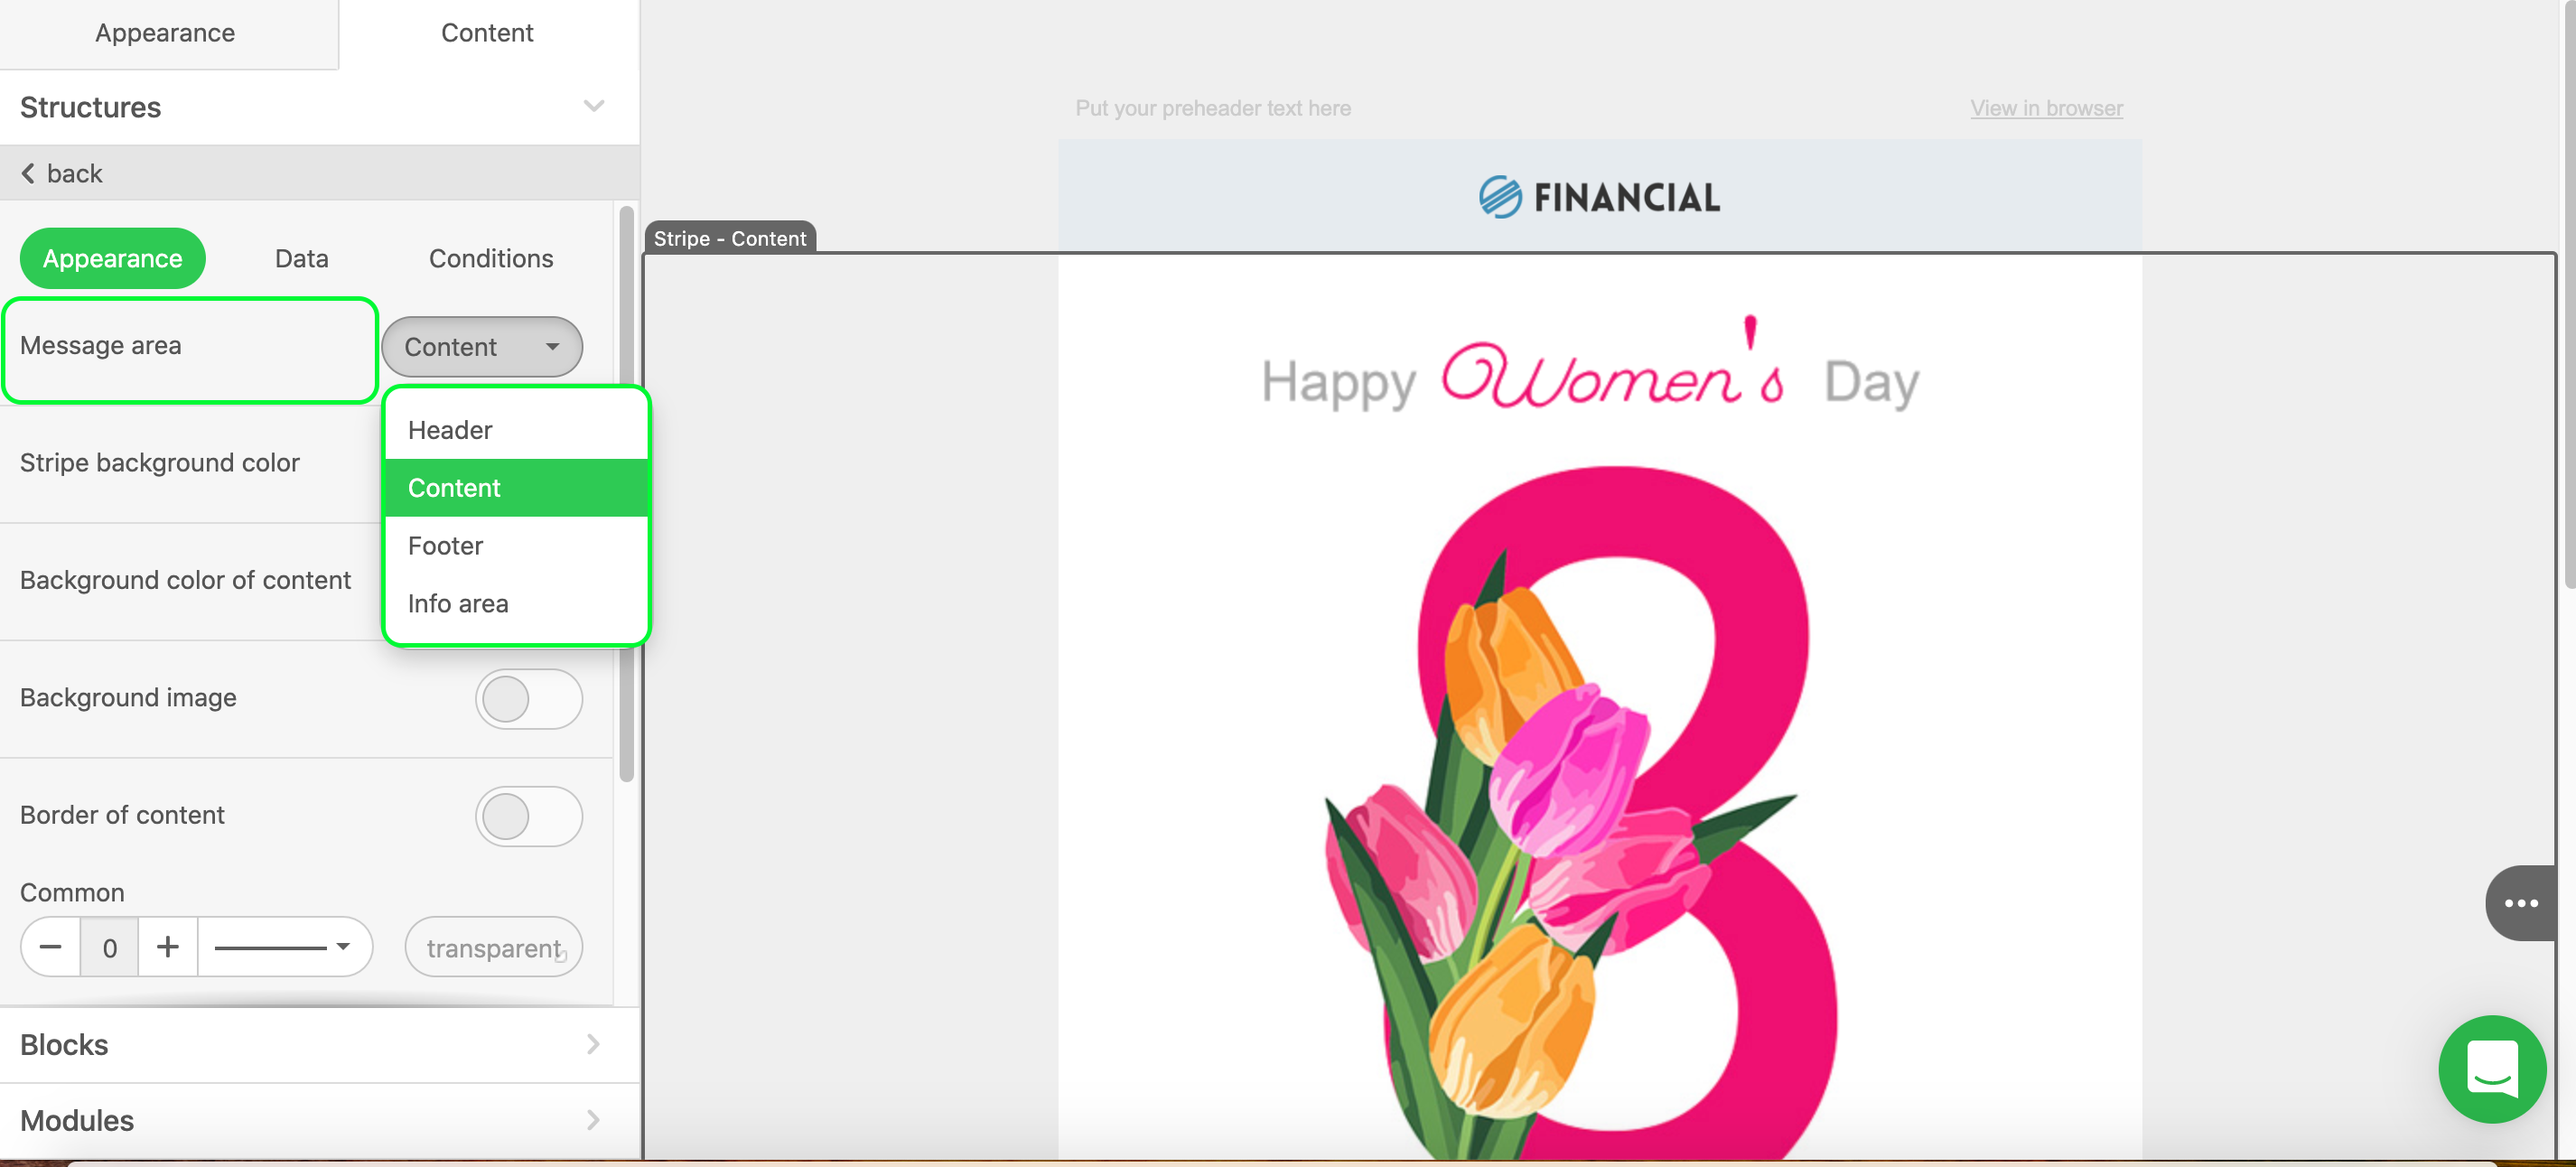 Appearance
Content
Structures
back
Appearance
Data
Conditions
Message area
Content
Header
Content
Footer
Info area
Stripe background color
Background color of content
Background image
Border of content
Common
0
transparent
Blocks
Modules
Put your preheader text here
View in browser
FINANCIAL
Stripe - Content
Happy Women's Day
8